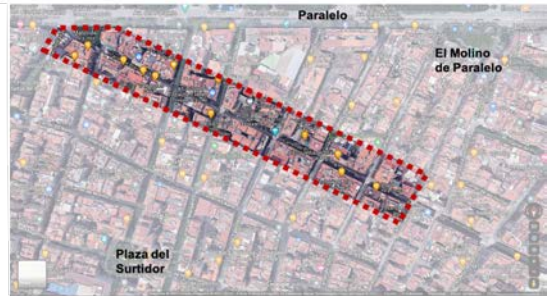 Paralelo
El Molino
de Paralelo
Plaza del
Surtidor